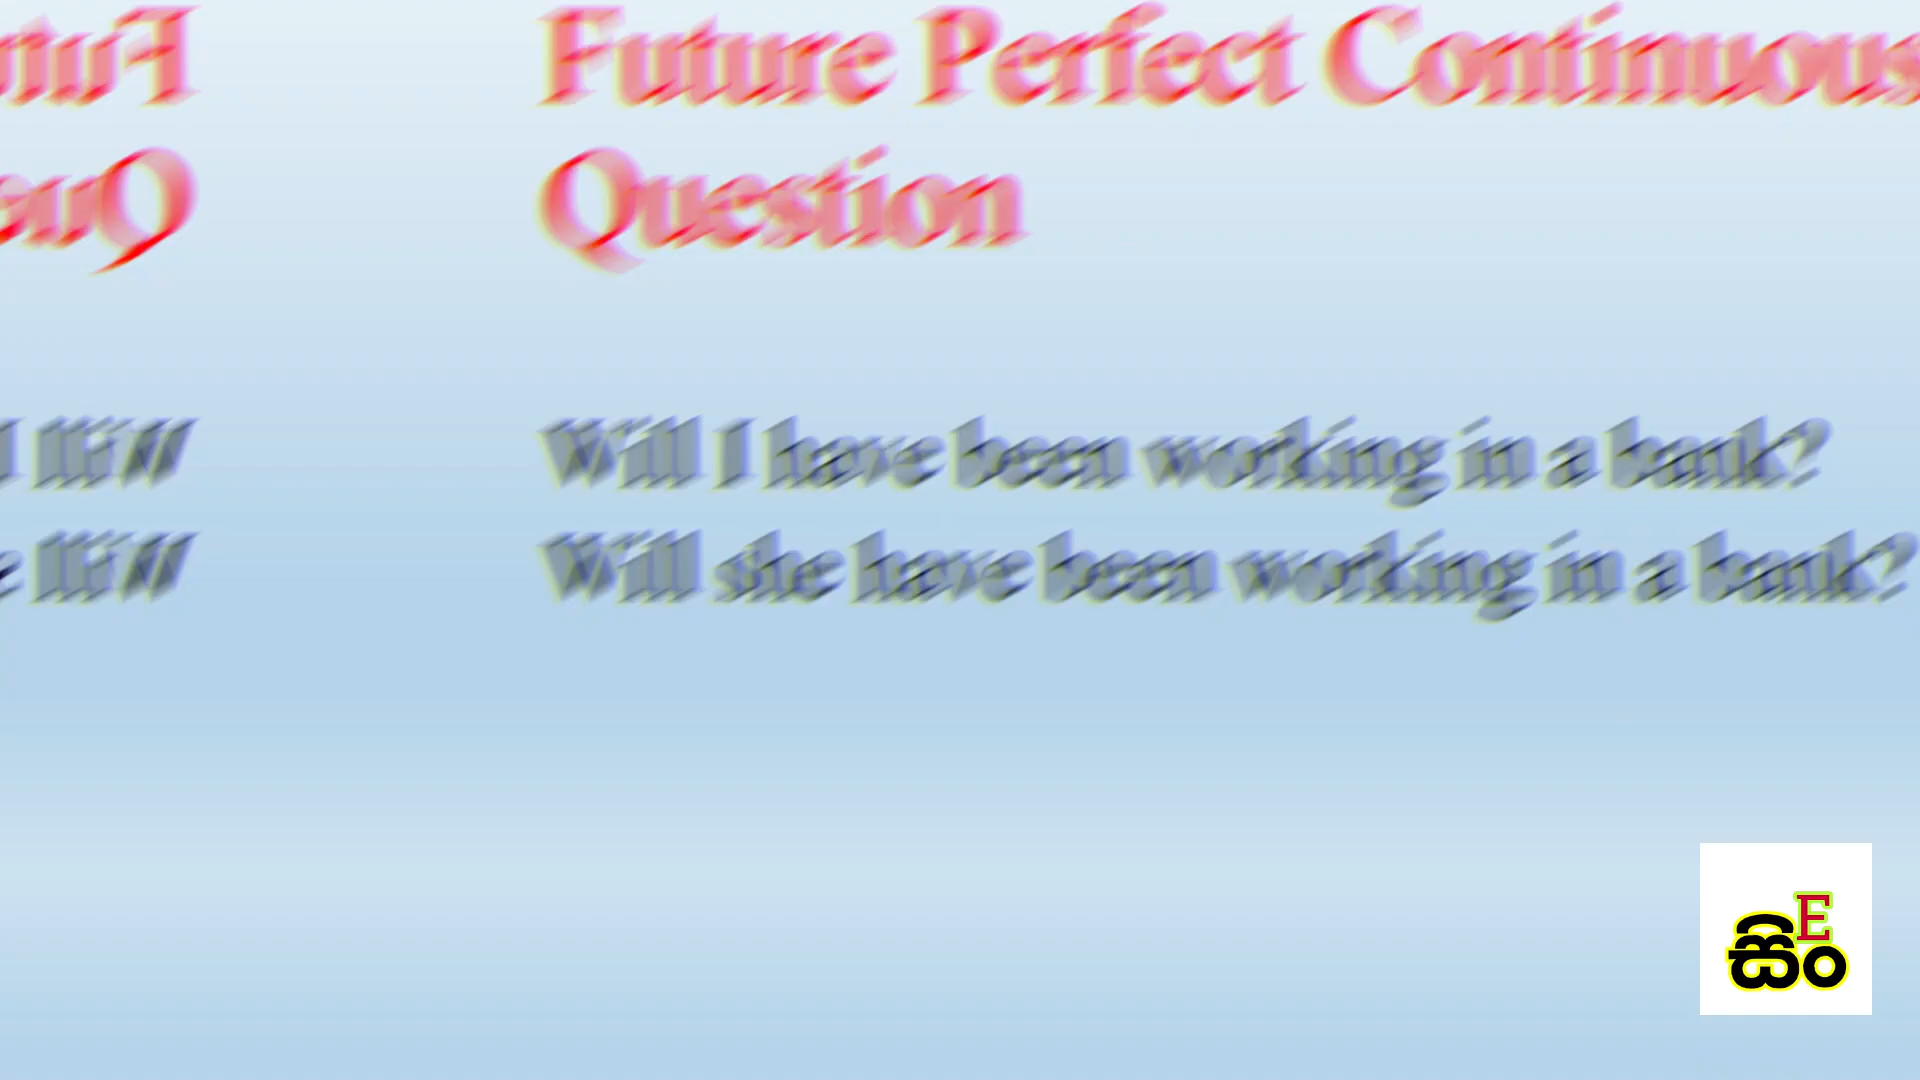 Future Perfect Continuous
Question
Will I have been working in a bank?
Will she have been working in a bank?
E
සිං